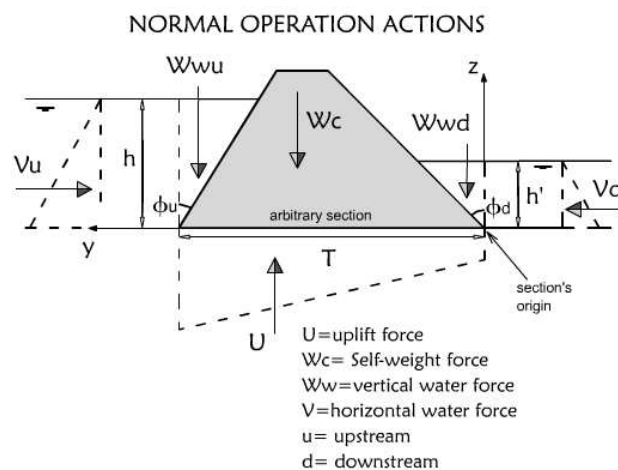 NORMAL OPERATION ACTIONS
Wwu
z
Wc
Wwd
Vu
h
h'
Vd
ϕu
ϕd
arbitrary section
y
T
section's
origin
U
U=uplift force
Wc= Self-weight force
Ww=vertical water force
V=horizontal water force
u= upstream
d= downstream